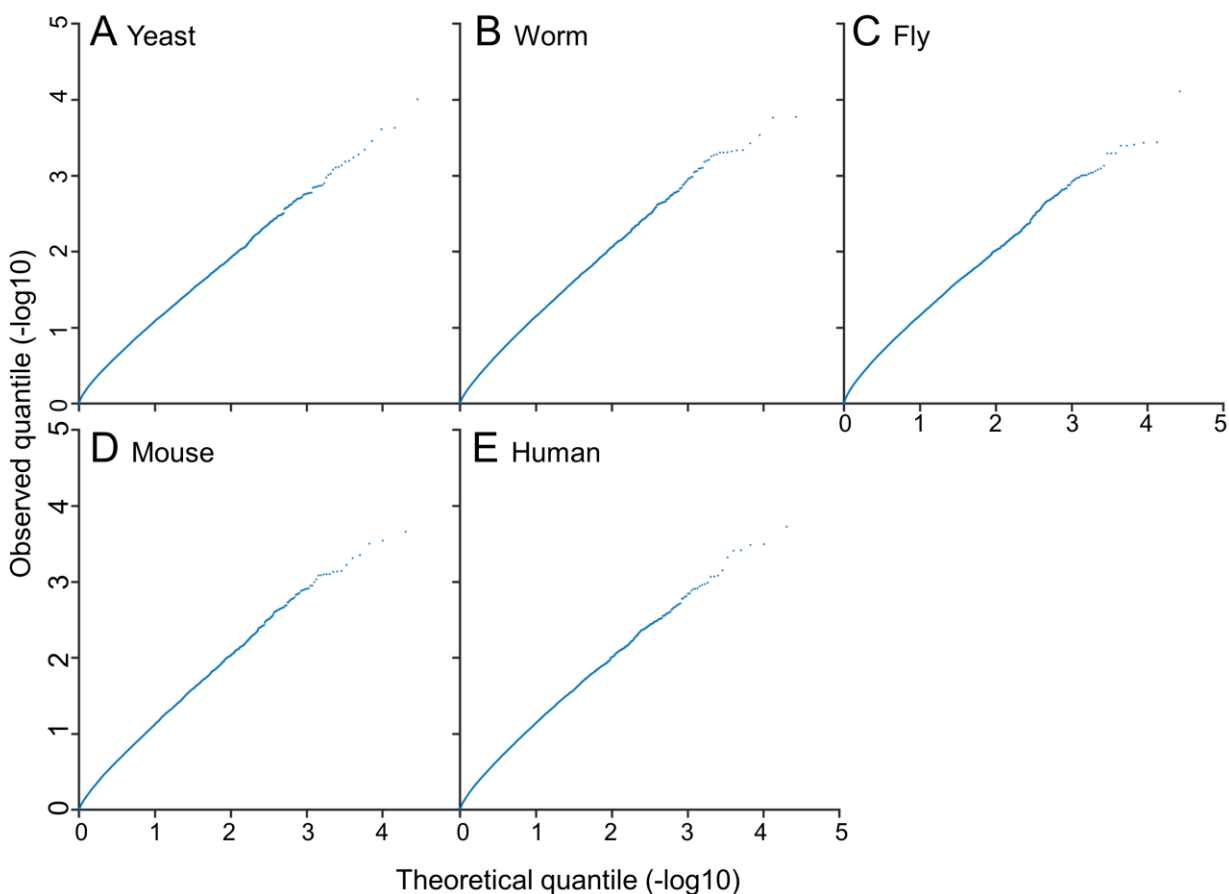 A Yeast
B Worm
C Fly
5
4
3
2
1
0
0 1 2 3 4 5
D Mouse
E Human
5
4
3
2
1
0
0 1 2 3 4
0 1 2 3 4 5
Observed quantile (-log10)
Theoretical quantile (-log10)